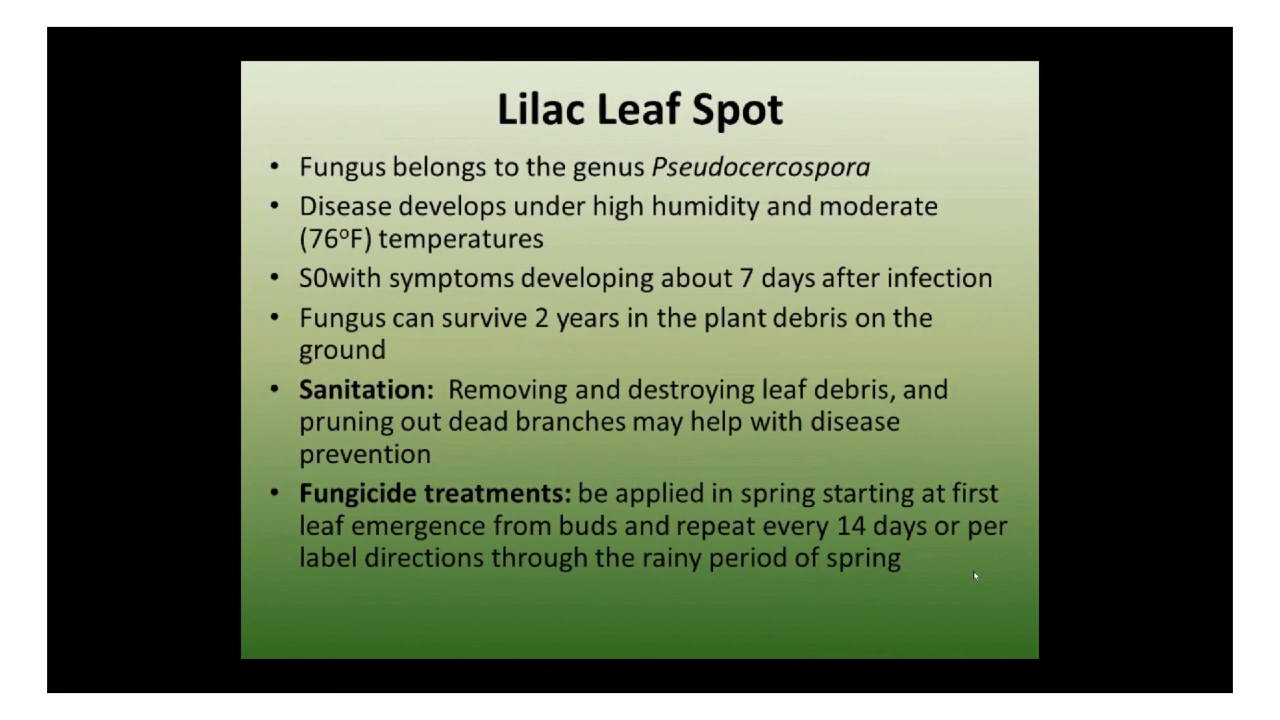 Lilac Leaf Spot
• Fungus belongs to the genus Pseudocercospora
• Disease develops under high humidity and moderate
(76°F) temperatures
• S0with symptoms developing about 7 days after infection
• Fungus can survive 2 years in the plant debris on the
ground
• Sanitation: Removing and destroying leaf debris, and
pruning out dead branches may help with disease
prevention
• Fungicide treatments: be applied in spring starting at first
leaf emergence from buds and repeat every 14 days or per
label directions through the rainy period of spring